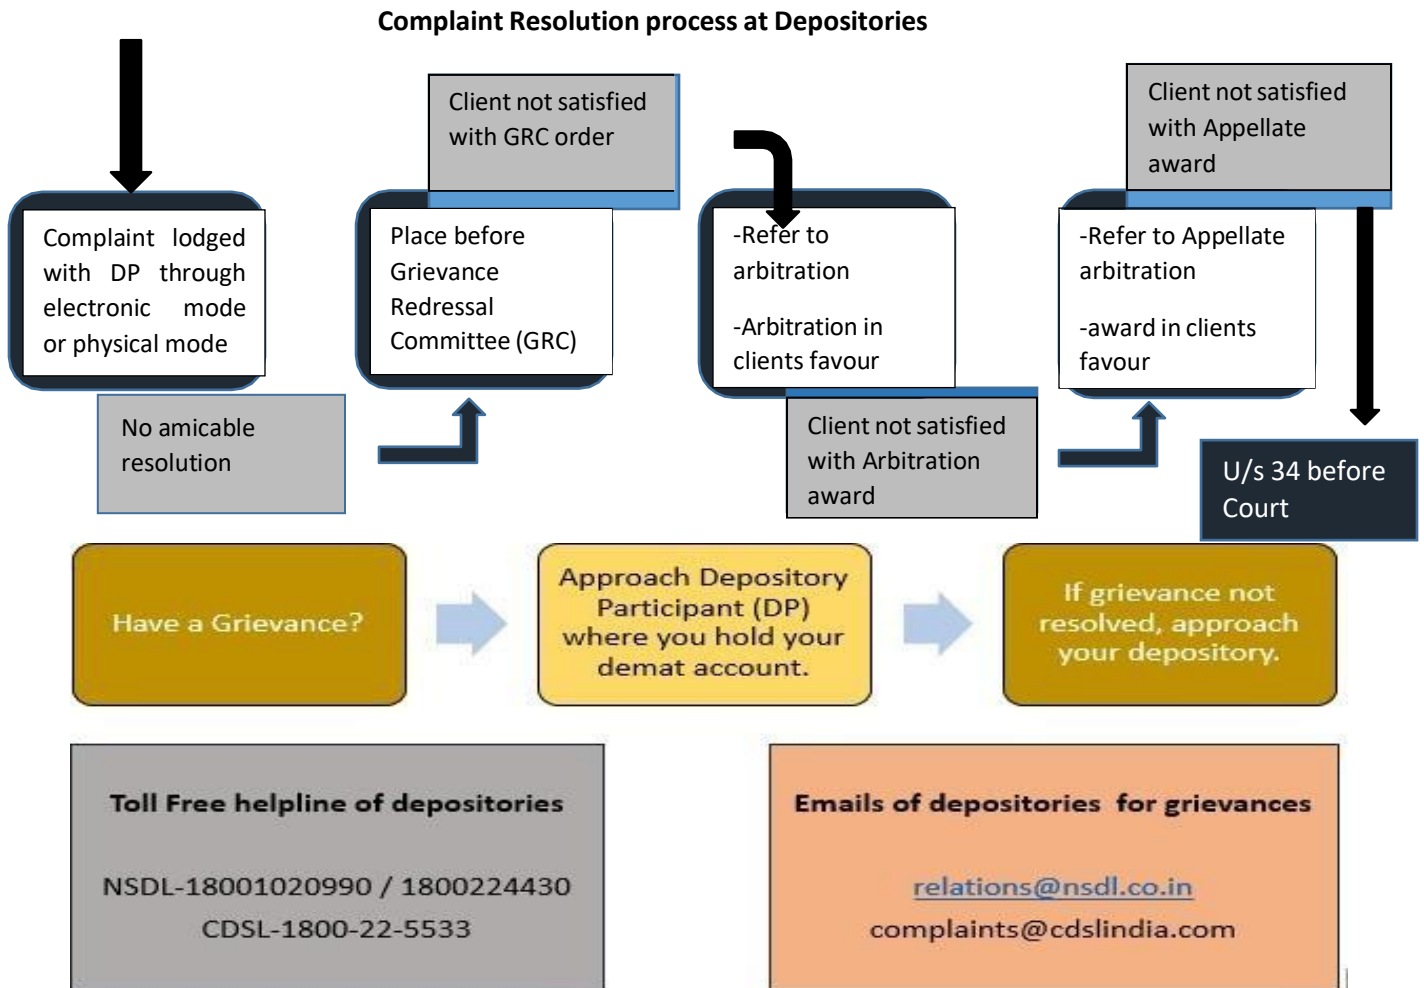 Complaint Resolution process at Depositories
Complaint lodged
with DP through
electronic mode
or physical mode
No amicable
resolution
Place before
Grievance
Redressal
Committee (GRC)
Client not satisfied
with GRC order
-Refer to
arbitration
-Arbitration in
clients favour
Client not satisfied
with Arbitration
award
-Refer to Appellate
arbitration
-award in clients
favour
Client not satisfied
with Appellate
award
U/s 34 before
Court
Have a Grievance?
Approach Depository
Participant (DP)
where you hold your
demat account.
If grievance not
resolved, approach
your depository.
Toll Free helpline of depositories
NSDL-18001020990 / 1800224430
CDSL-1800-22-5533
Emails of depositories for grievances
relations@nsdl.co.in
complaints@cdslindia.com